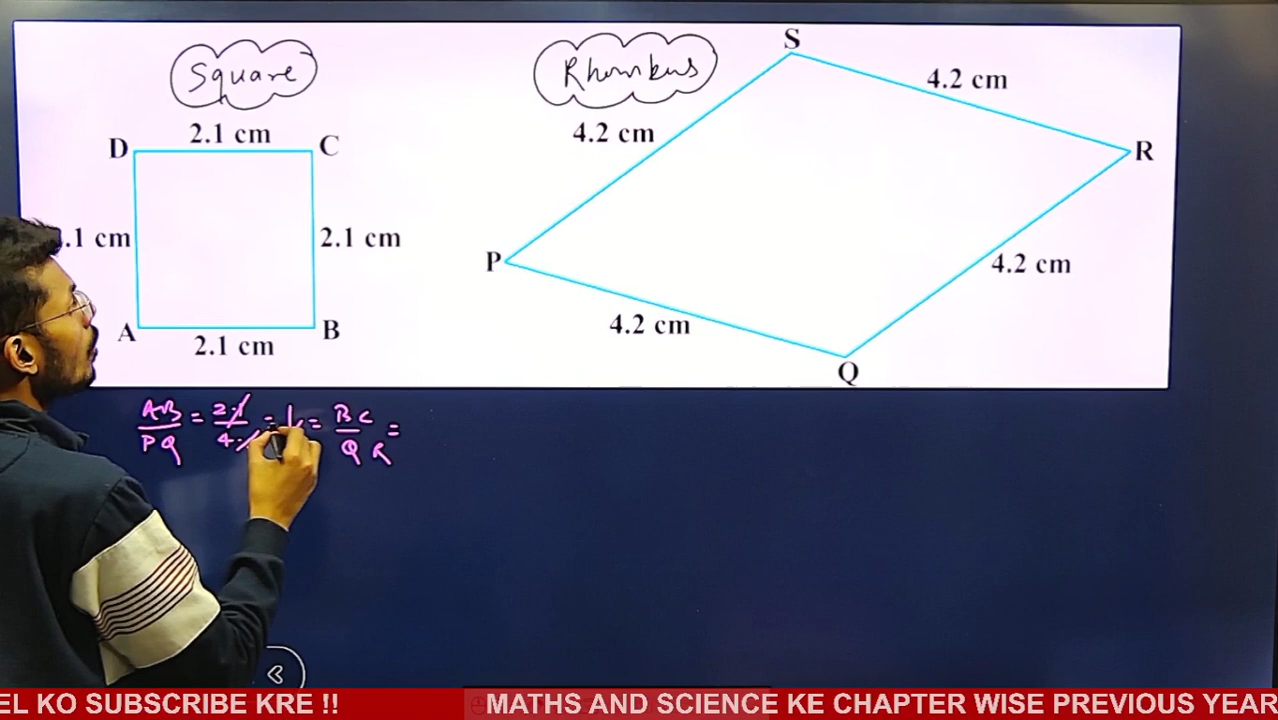 Square
Rhombus
S
4.2 cm
2.1 cm
4.2 cm
D
C
R
.1 cm
2.1 cm
P
4.2 cm
4.2 cm
A
B
2.1 cm
Q
AB/PQ = 2.1/4. = 1 = BC/QR =
EL KO SUBSCRIBE KRE !! MATHS AND SCIENCE KE CHAPTER WISE PREVIOUS YEAR